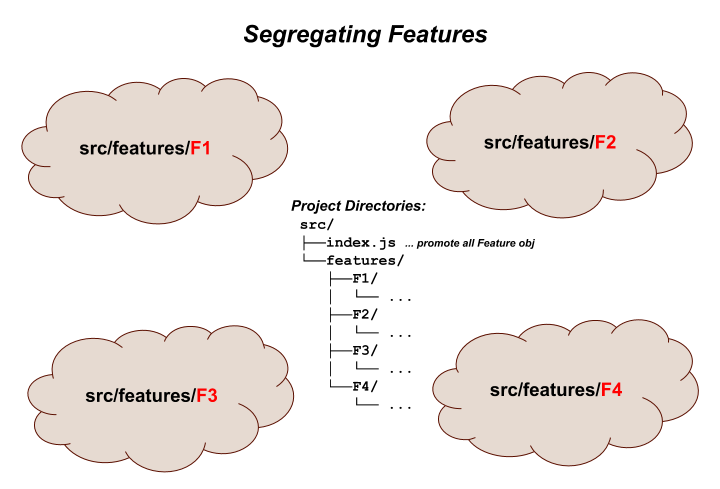 Segregating Features
src/features/F1
src/features/F2
Project Directories:
src/
├──index.js ... promote all Feature obj
└──features/
├──F1/
│ └── ...
├──F2/
│ └── ...
├──F3/
│ └── ...
└──F4/
└── ...
src/features/F3
src/features/F4